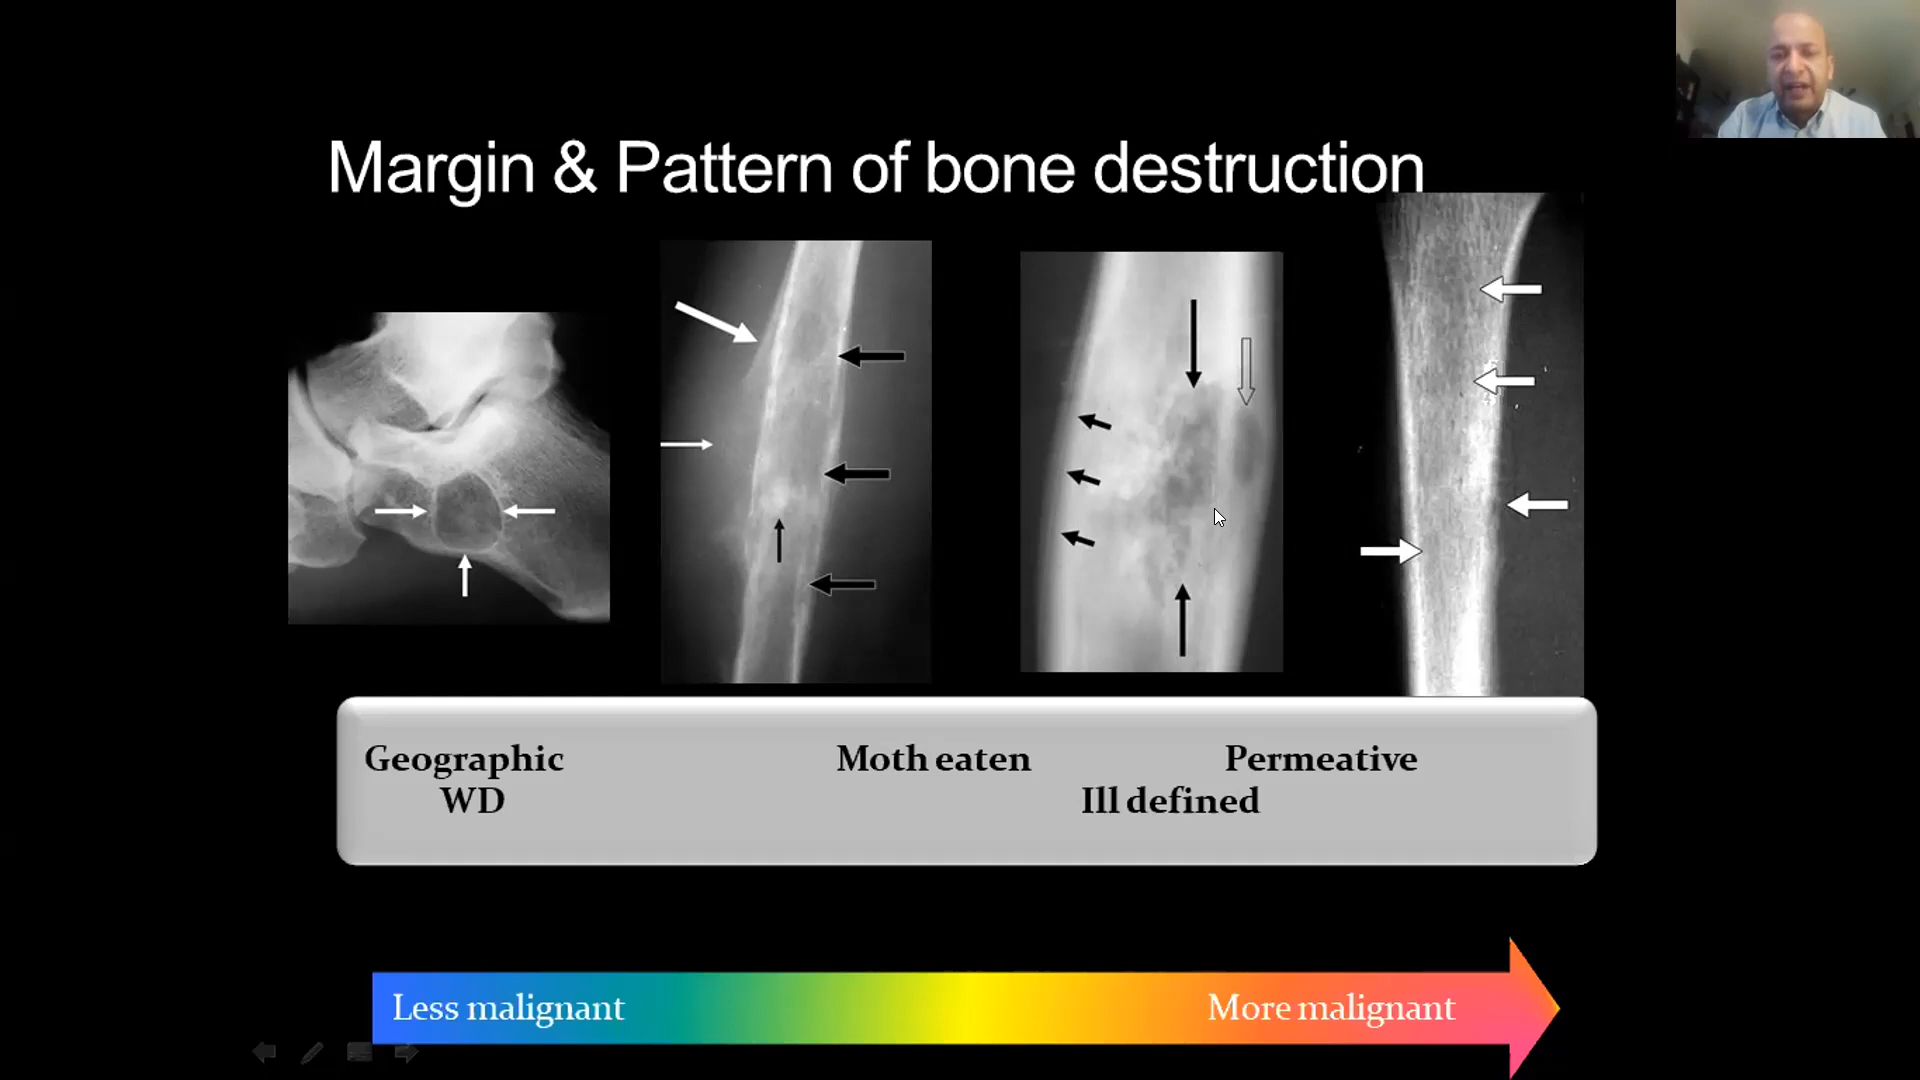 Margin & Pattern of bone destruction
Geographic Moth eaten Permeative
WD Ill defined
Less malignant More malignant